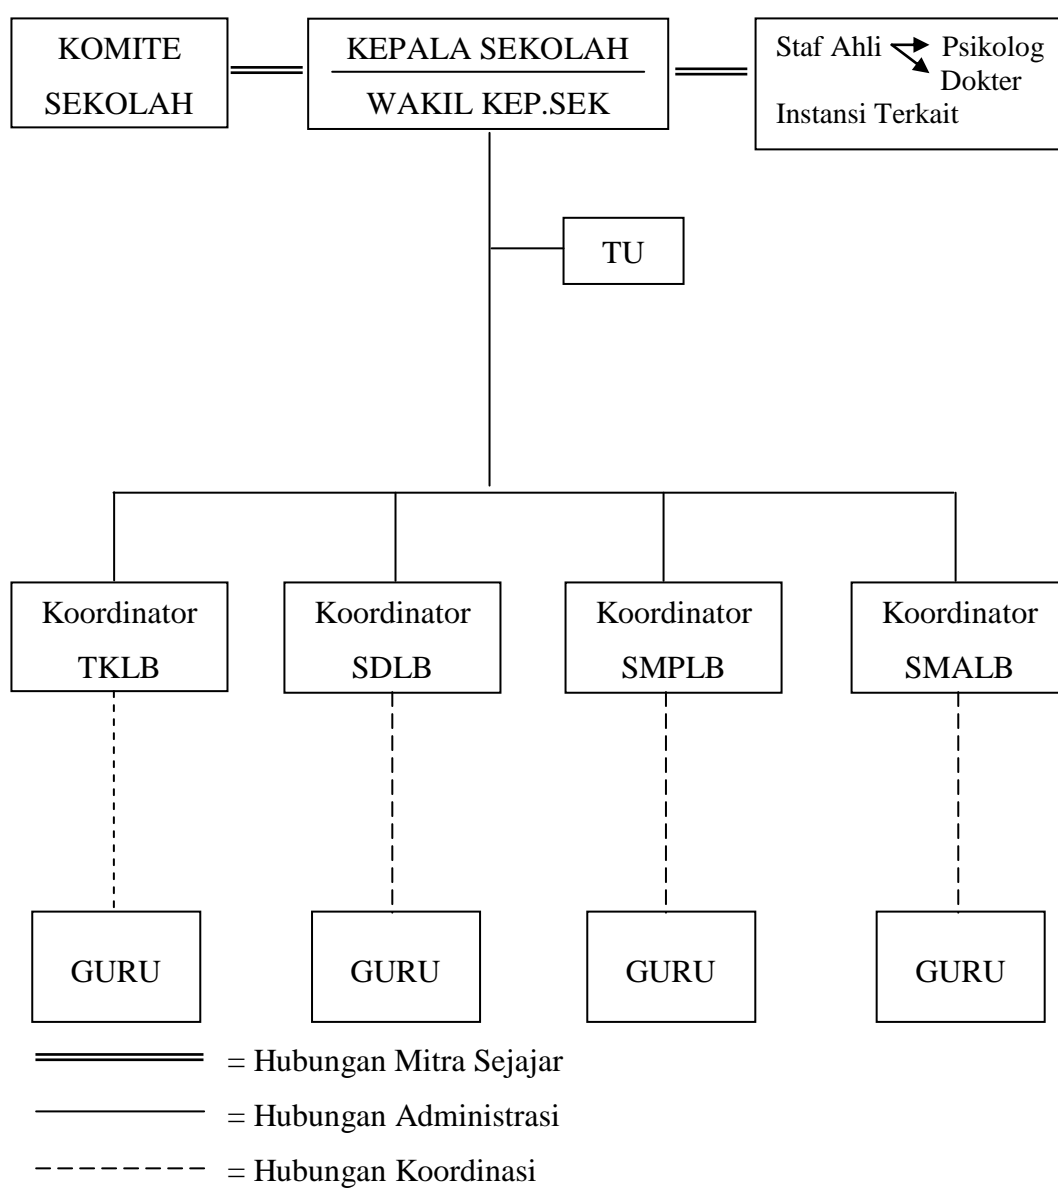 KOMITE
SEKOLAH
KEPALA SEKOLAH
WAKIL KEP.SEK
Staf Ahli Psikolog
Dokter
Instansi Terkait
TU
Koordinator
TKLB
Koordinator
SDLB
Koordinator
SMPLB
Koordinator
SMALB
GURU
GURU
GURU
GURU
= Hubungan Mitra Sejajar
= Hubungan Administrasi
= Hubungan Koordinasi